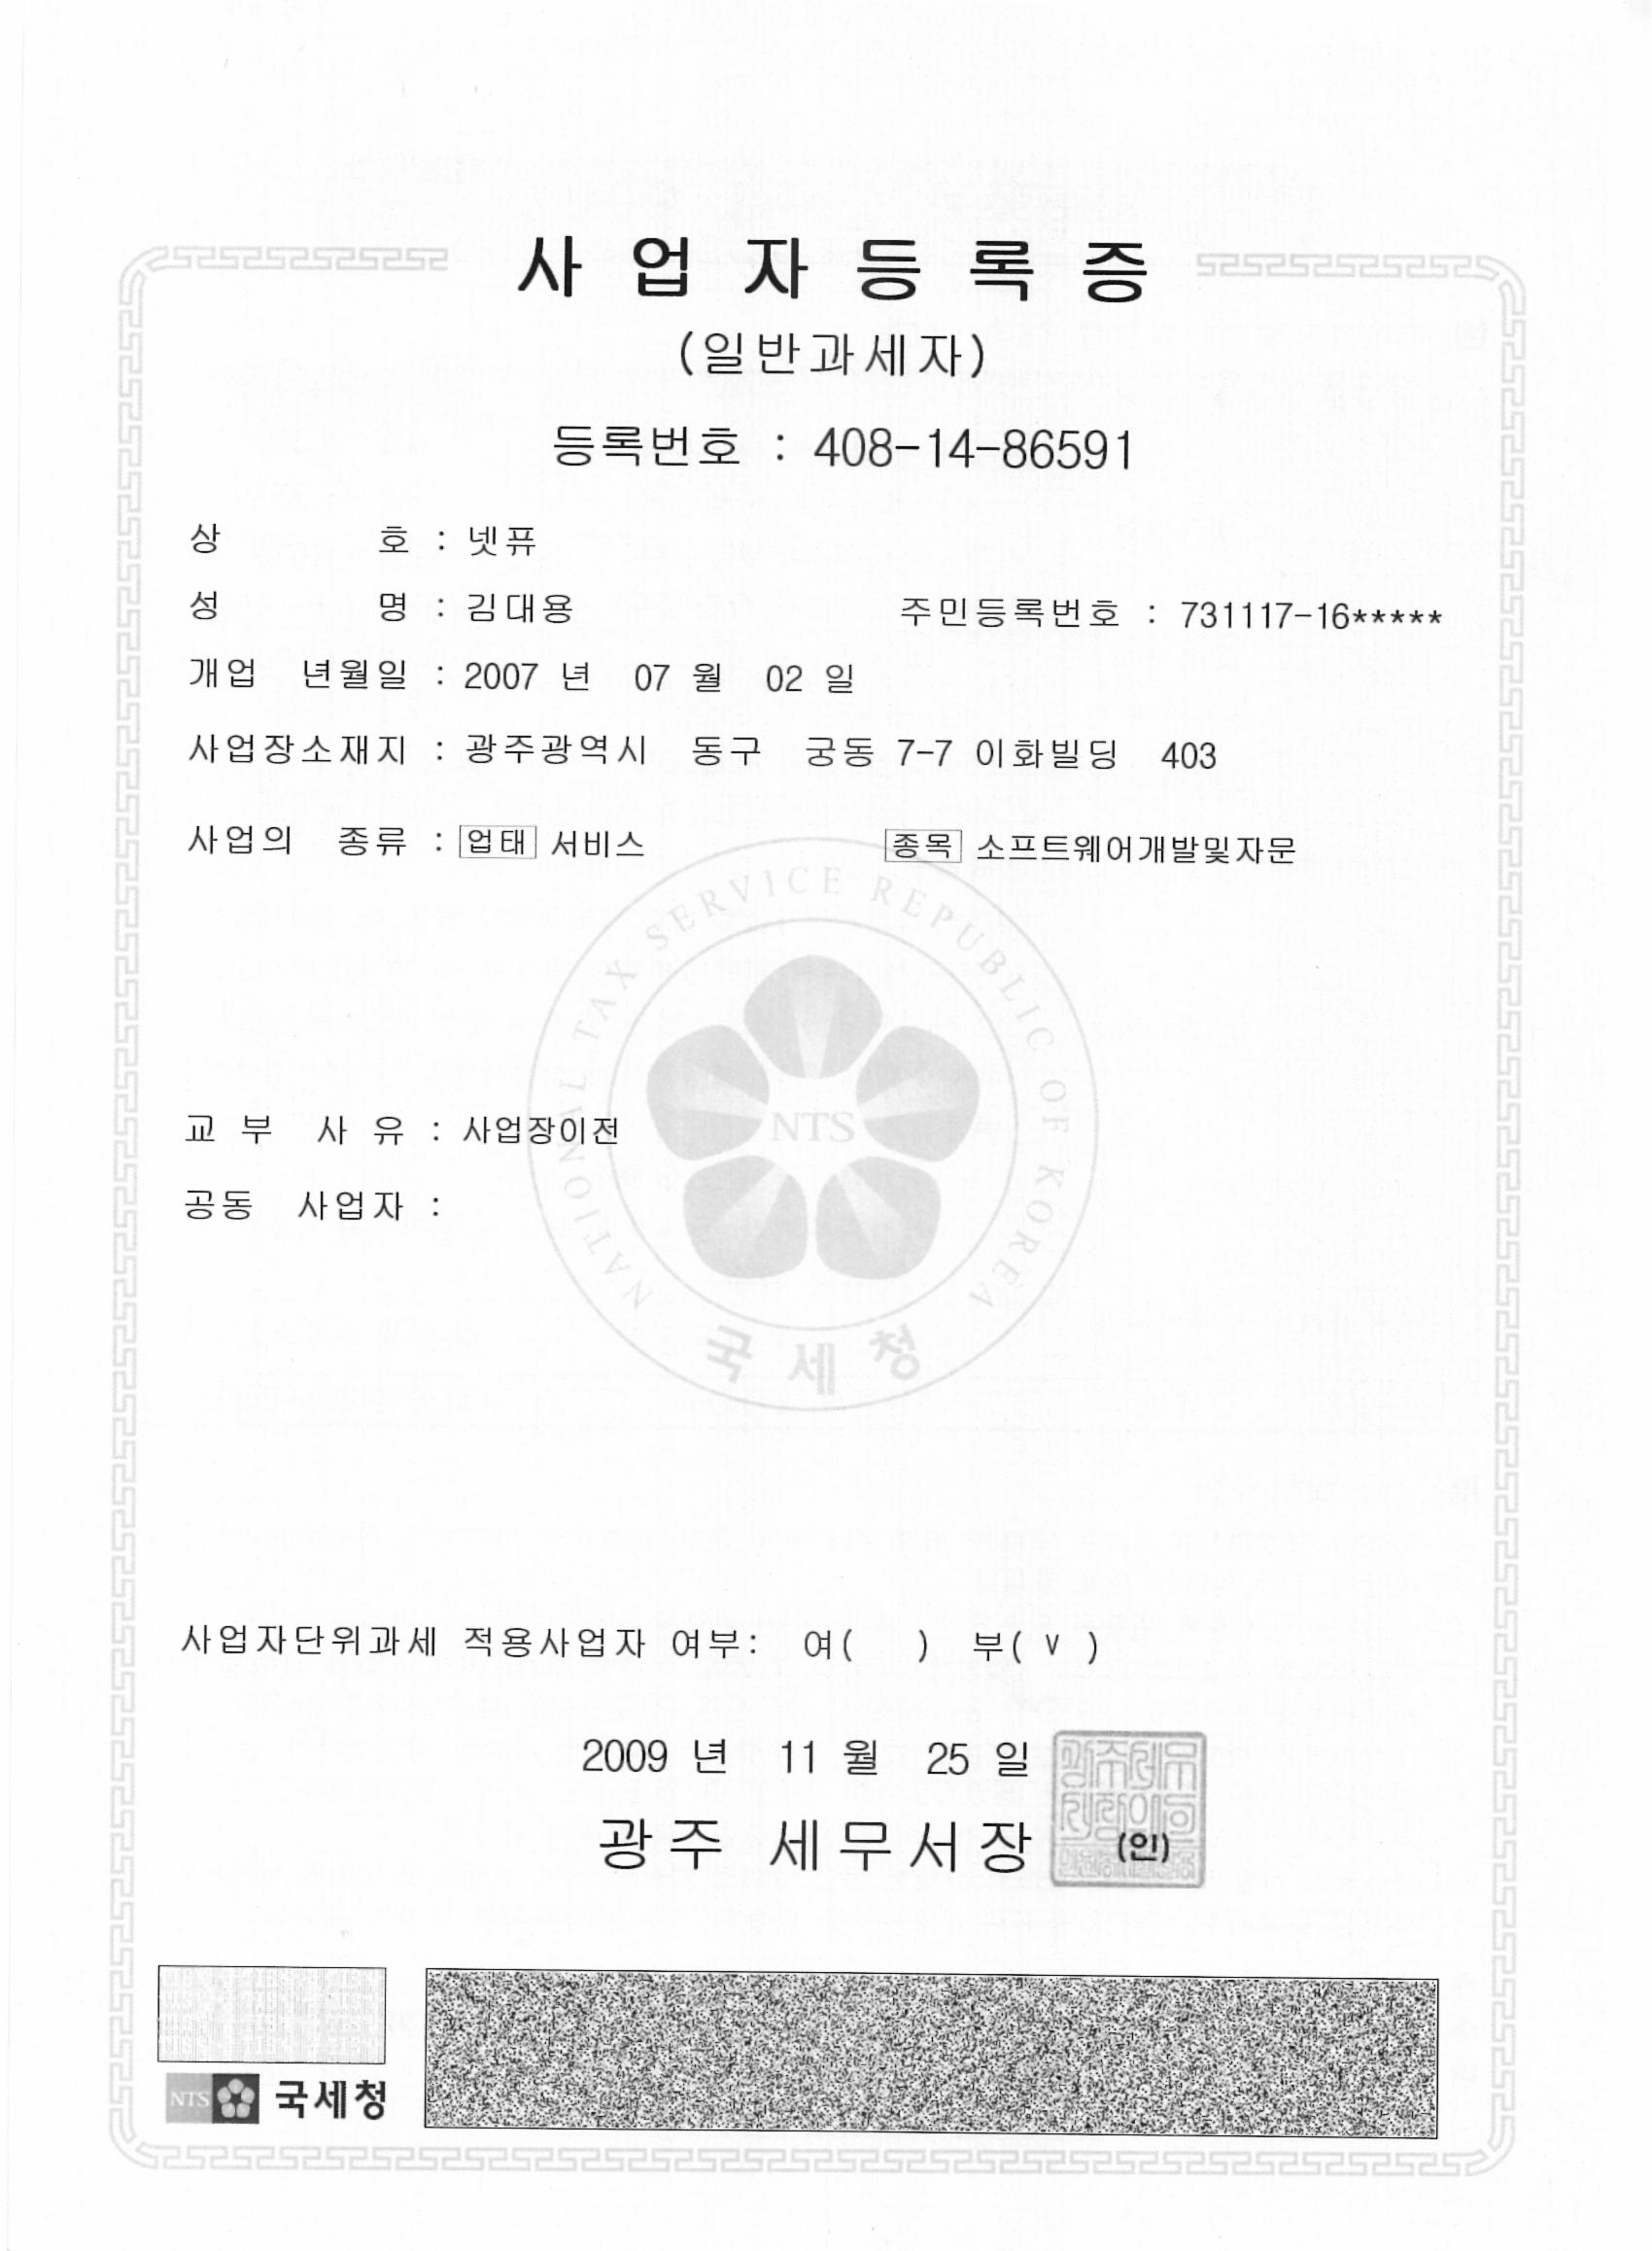 사업자등록증
(일반과세자)
등록번호 : 408-14-86591
상 호 : 넷퓨
성 명 : 김대용 주민등록번호 : 731117-16*****
개업 년월일 : 2007 년 07 월 02 일
사업장소재지 : 광주광역시 동구 궁동 7-7 이화빌딩 403
사업의 종류 : 업태 서비스 종목 소프트웨어개발및자문
NATIONAL TAX SERVICE REPUBLIC OF KOREA
NTS
교 부 사 유 : 사업장이전
공동 사업자 :
국세청
사업자단위과세 적용사업자 여부: 여( ) 부( v )
2009 년 11 월 25 일
광주 세무서장 (인)
NTS 국세청